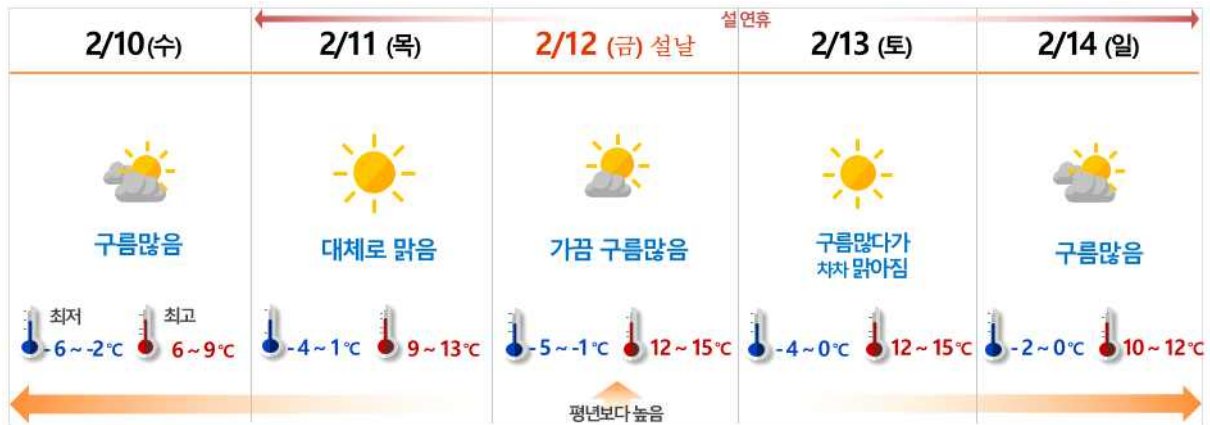 설 연휴
2/10(수) 2/11 (목) 2/12 (금) 설날 2/13 (토) 2/14 (일)
구름많음 대체로 맑음 가끔 구름많음 구름많다가
차차 맑아짐 구름많음
최저 최고
-6 ~ -2℃ 6 ~ 9℃ -4 ~ 1℃ 9 ~ 13℃ -5 ~ -1℃ 12 ~ 15℃ -4 ~ 0℃ 12 ~ 15℃ -2 ~ 0℃ 10 ~ 12℃
평년보다 높음